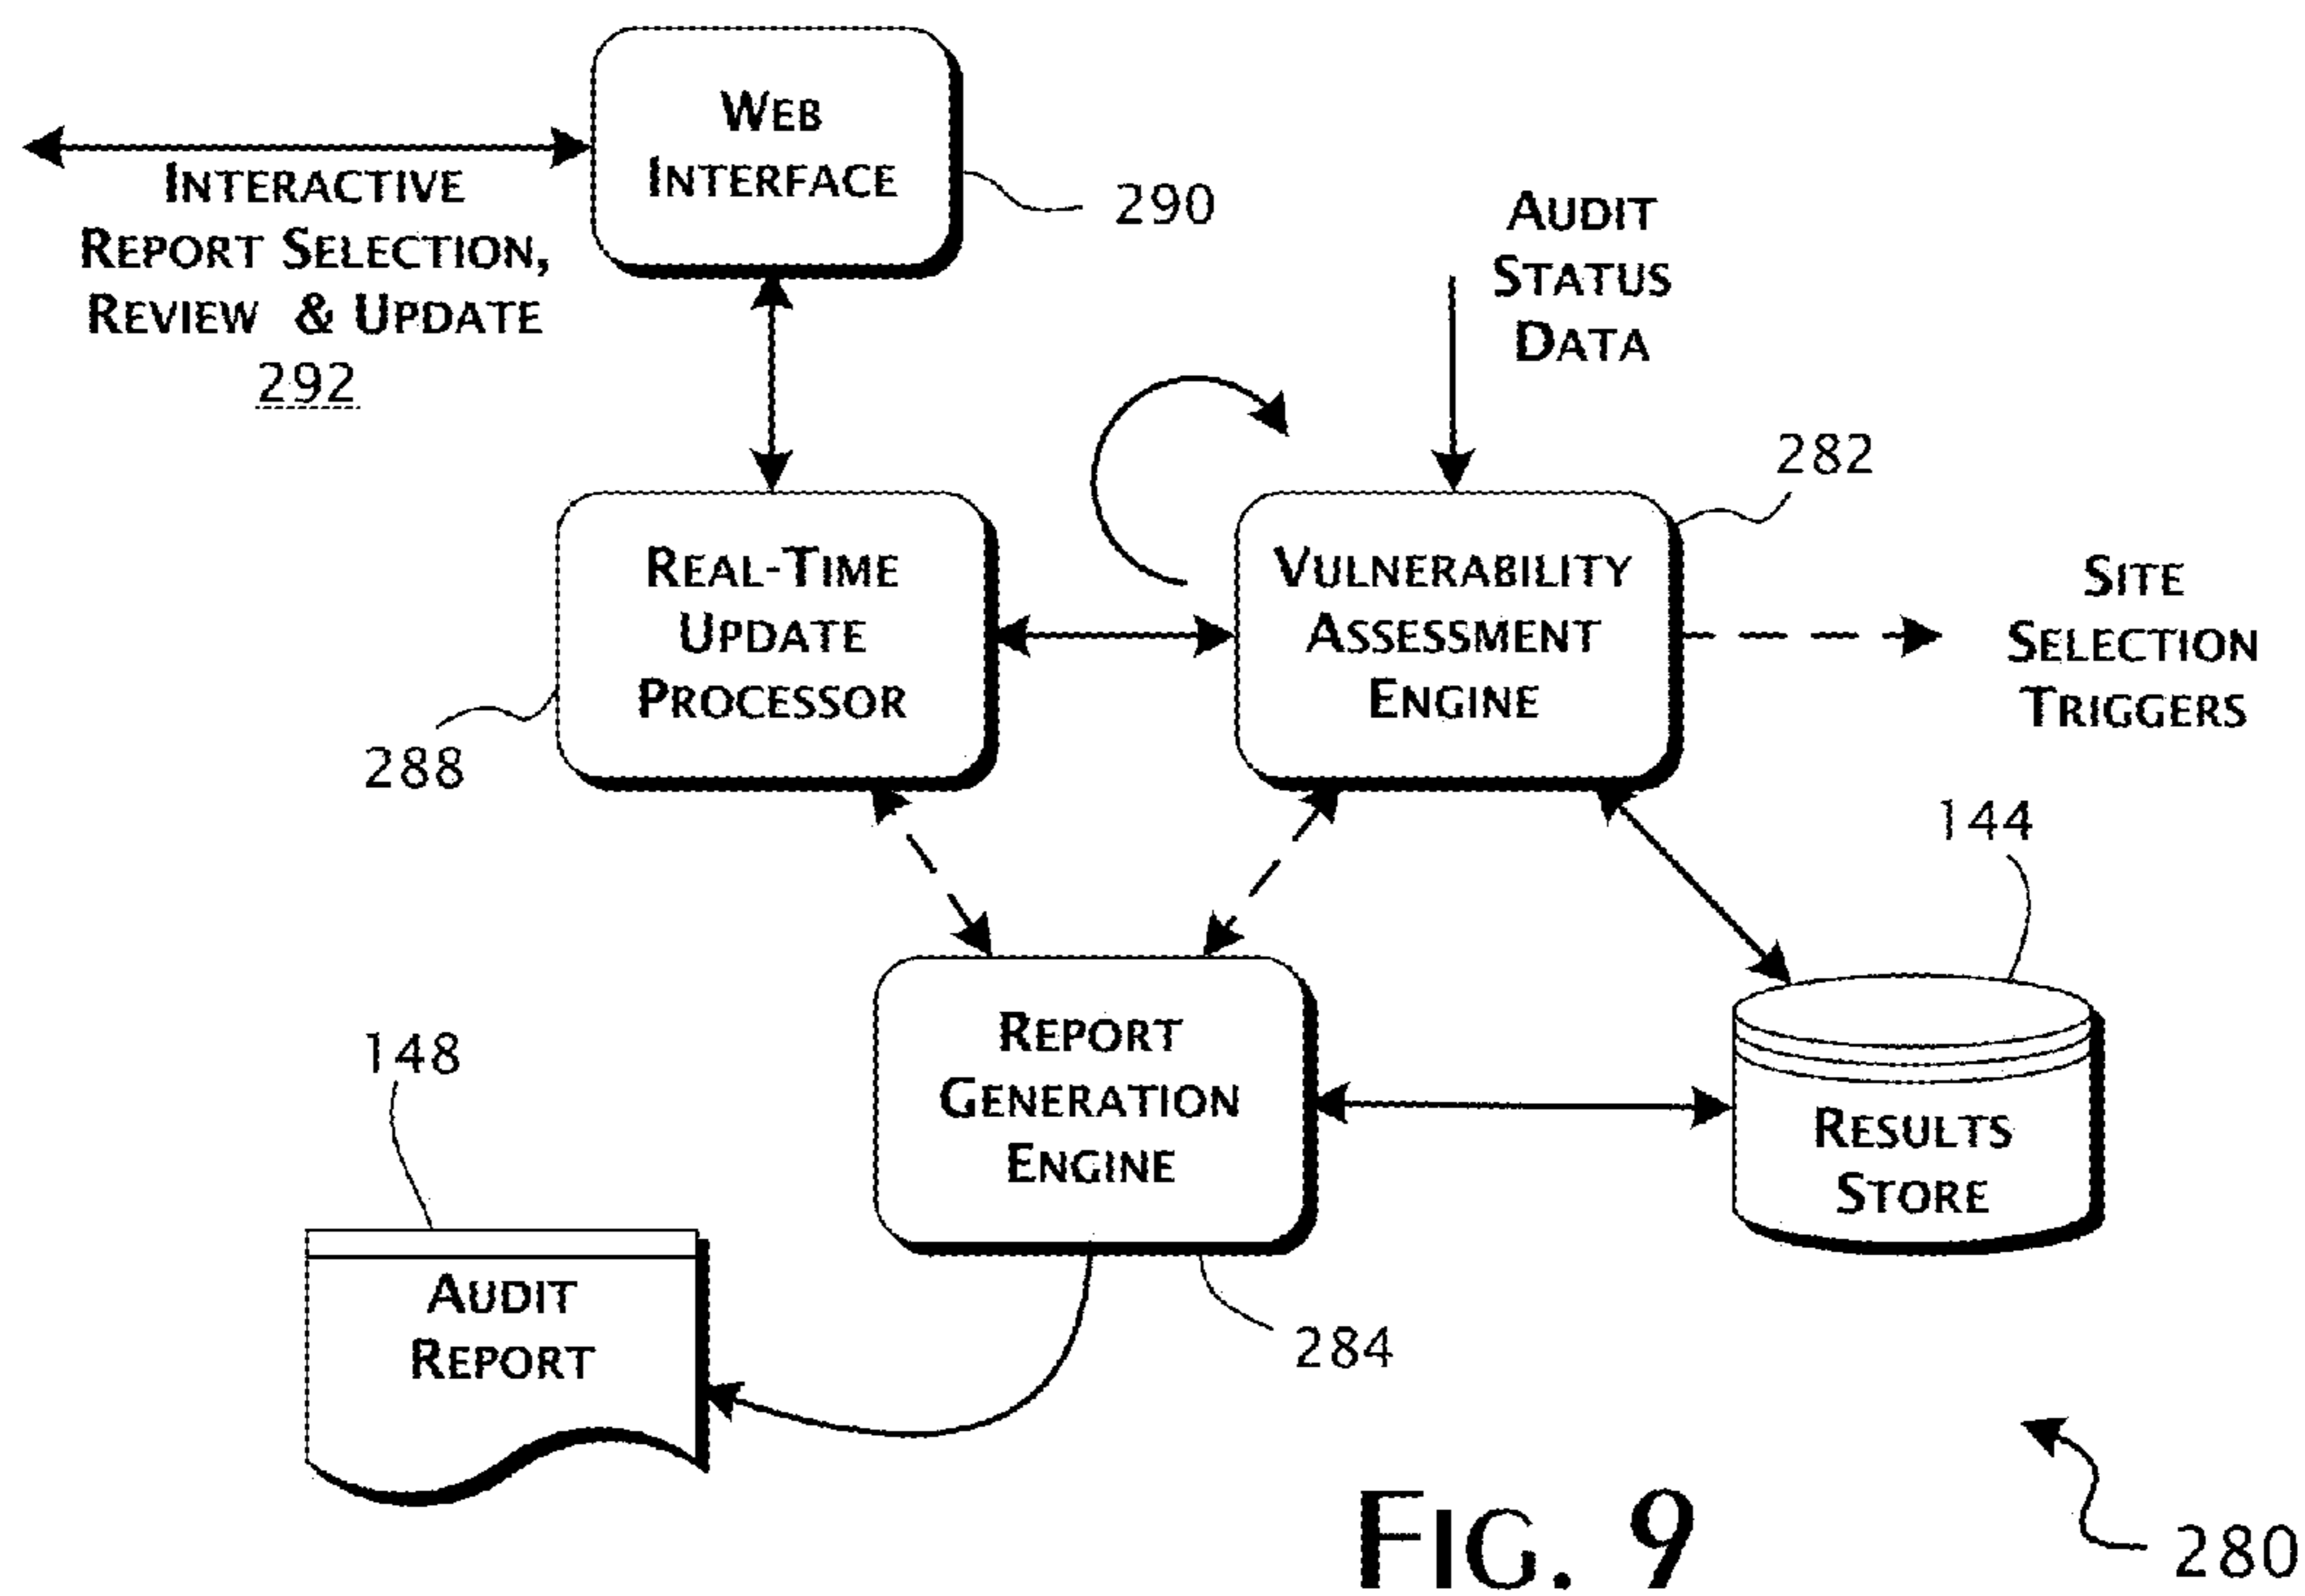 WEB
INTERFACE
290
INTERACTIVE
REPORT SELECTION,
REVIEW & UPDATE
292
AUDIT
STATUS
DATA
282
REAL-TIME
UPDATE
PROCESSOR
288
VULNERABILITY
ASSESSMENT
ENGINE
SITE
SELECTION
TRIGGERS
144
REPORT
GENERATION
ENGINE
284
RESULTS
STORE
148
AUDIT
REPORT
FIG. 9
280